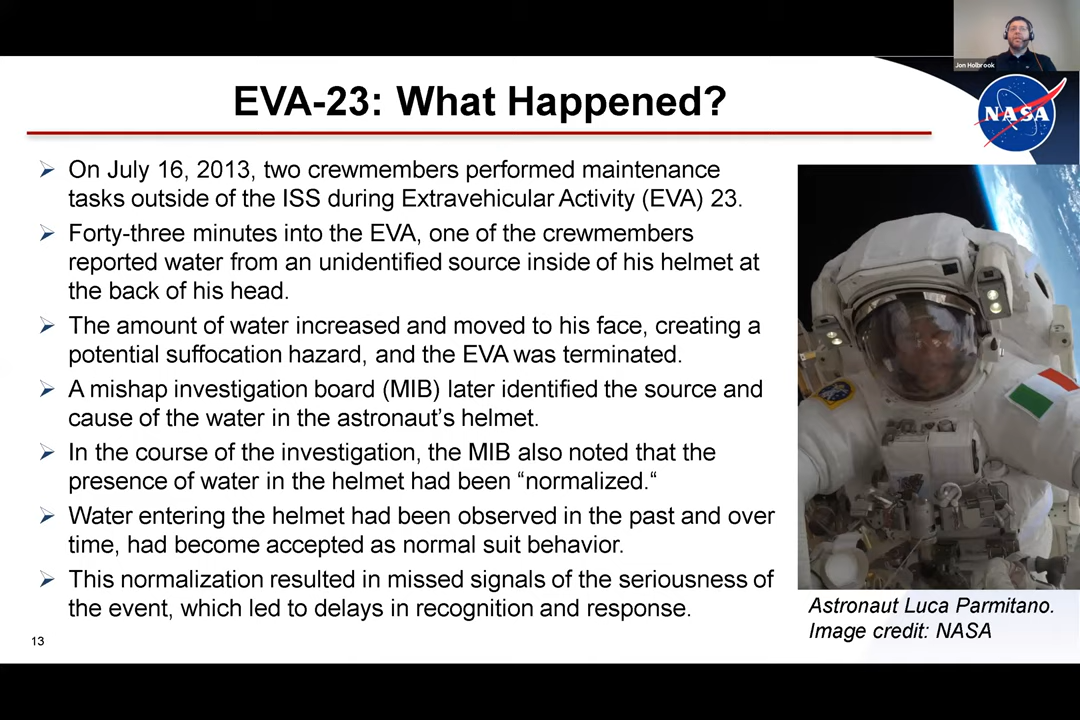 Jon Holbrook
EVA-23: What Happened?
NASA
On July 16, 2013, two crewmembers performed maintenance
tasks outside of the ISS during Extravehicular Activity (EVA) 23.
Forty-three minutes into the EVA, one of the crewmembers
reported water from an unidentified source inside of his helmet at
the back of his head.
The amount of water increased and moved to his face, creating a
potential suffocation hazard, and the EVA was terminated.
A mishap investigation board (MIB) later identified the source and
cause of the water in the astronaut’s helmet.
In the course of the investigation, the MIB also noted that the
presence of water in the helmet had been “normalized.“
Water entering the helmet had been observed in the past and over
time, had become accepted as normal suit behavior.
This normalization resulted in missed signals of the seriousness of
the event, which led to delays in recognition and response.
Astronaut Luca Parmitano.
Image credit: NASA
13